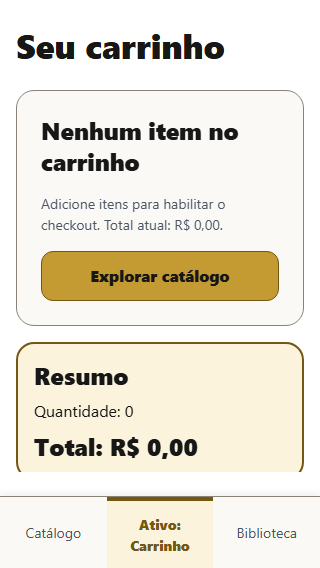 Seu carrinho
Nenhum item no
carrinho
Adicione itens para habilitar o
checkout. Total atual: R$ 0,00.
Explorar catálogo
Resumo
Quantidade: 0
Total: R$ 0,00
Catálogo
Ativo:
Carrinho
Biblioteca